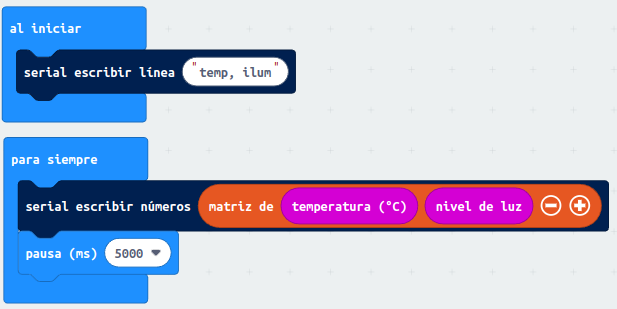 al iniciar
serial escribir línea "temp, ilum"
para siempre
serial escribir números matriz de temperatura (°C) nivel de luz
pausa (ms) 5000